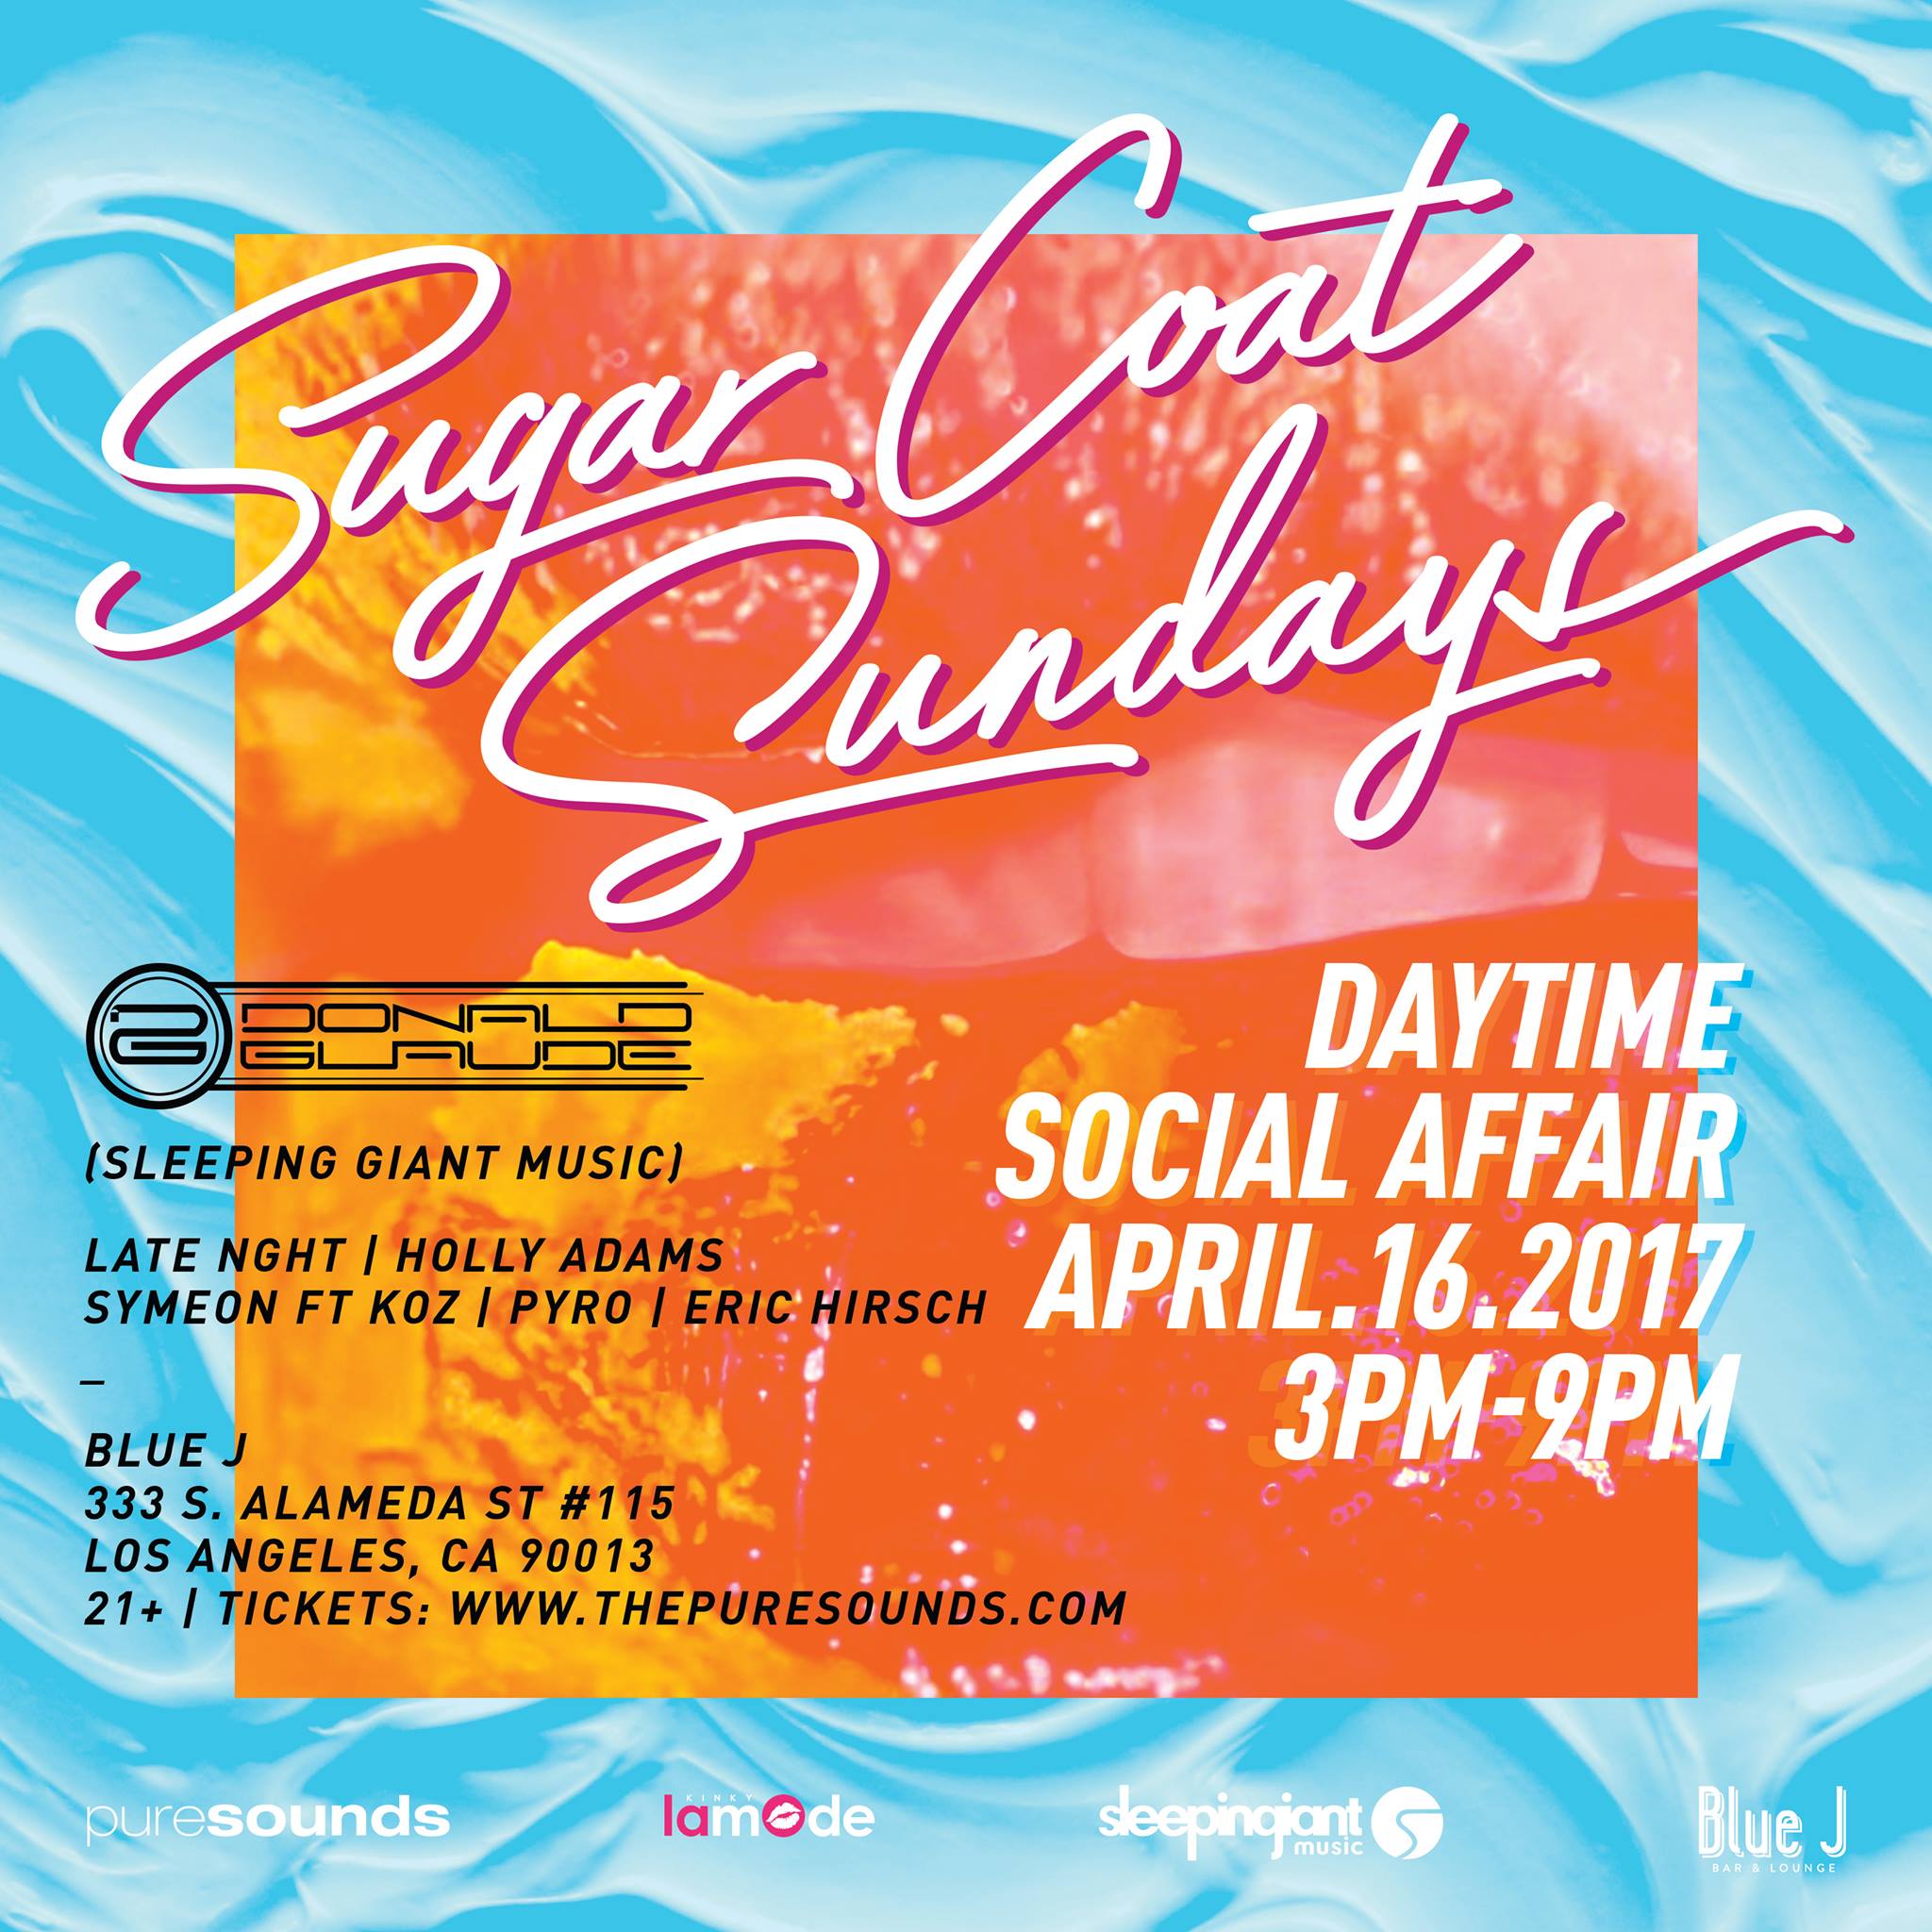 Sugar Coat
Sundays
DONALD
GLAUDE
(SLEEPING GIANT MUSIC)
LATE NGHT | HOLLY ADAMS
SYMEON FT KOZ | PYRO | ERIC HIRSCH
–
BLUE J
333 S. ALAMEDA ST #115
LOS ANGELES, CA 90013
21+ | TICKETS: WWW.THEPURESOUNDS.COM
DAYTIME
SOCIAL AFFAIR
APRIL.16.2017
3PM-9PM
puresounds
KINKY
lamode
sleepingiant
music
Blue J
BAR & LOUNGE